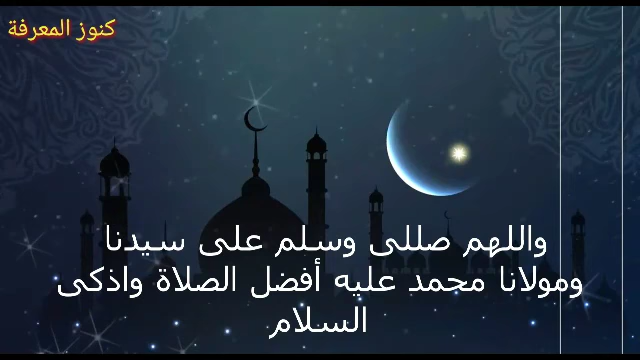 كنوز المعرفة
واللهم صللى وسلم على سيدنا
ومولانا محمد عليه أفضل الصلاة واذكى
السلام